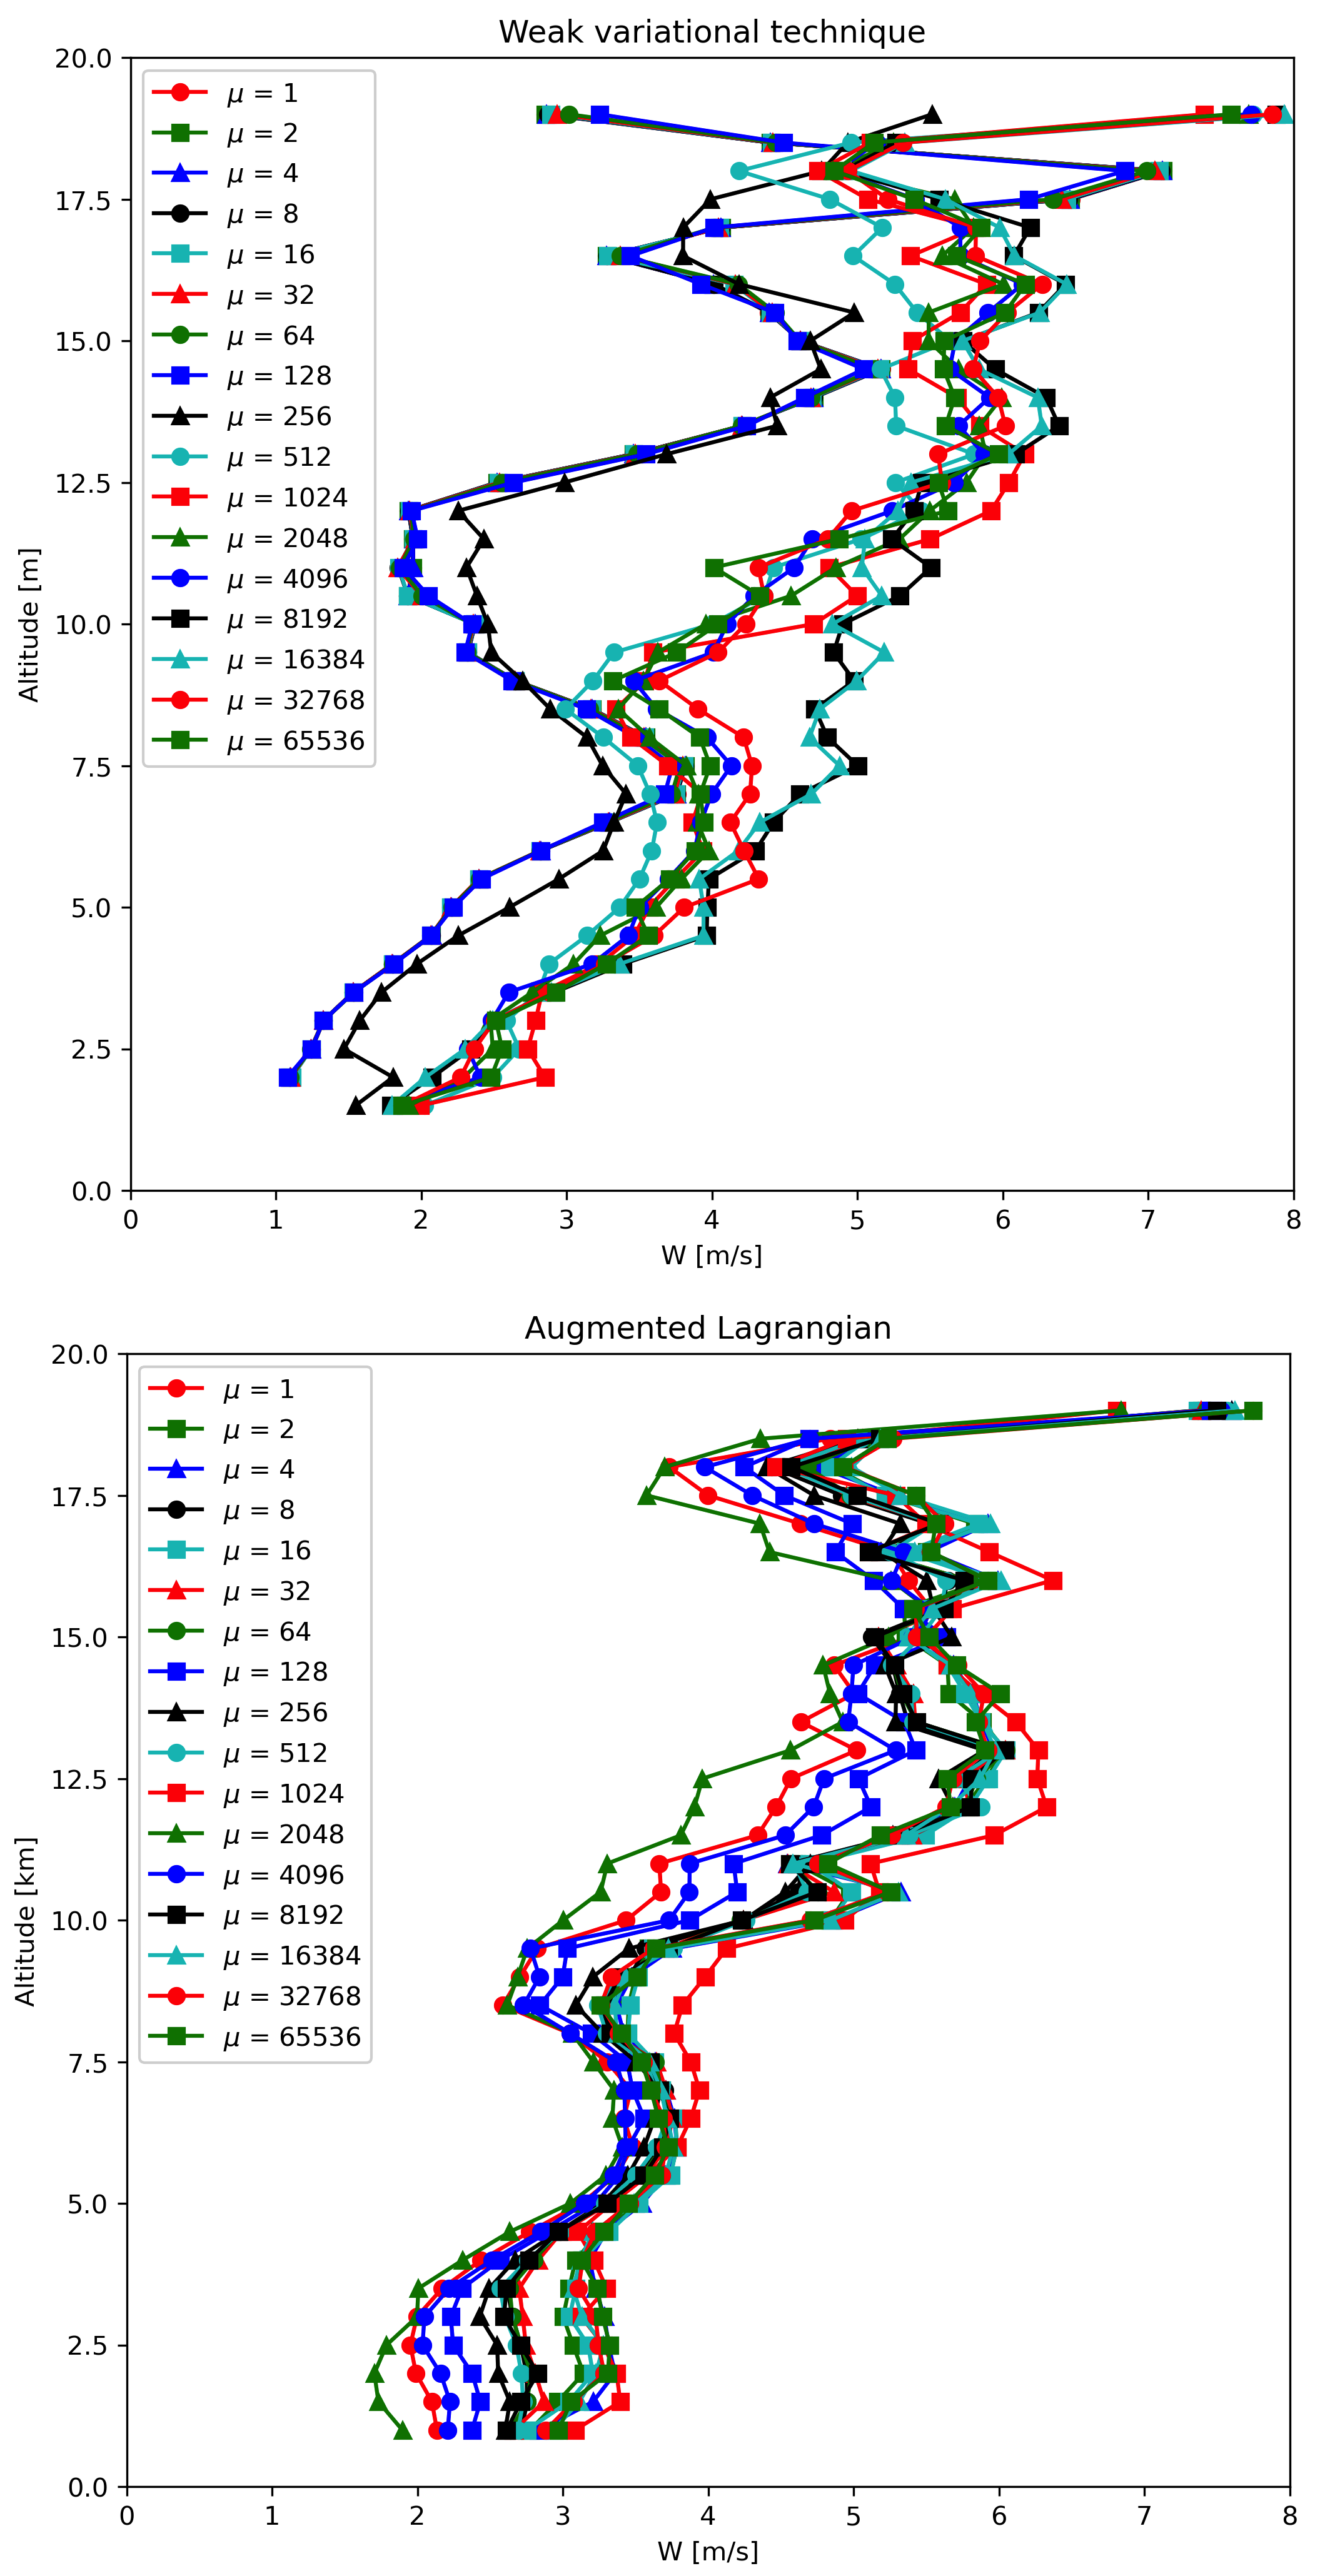 Weak variational technique
20.0
17.5
15.0
12.5
10.0
7.5
5.0
2.5
0.0
Altitude [m]
μ = 1
μ = 2
μ = 4
μ = 8
μ = 16
μ = 32
μ = 64
μ = 128
μ = 256
μ = 512
μ = 1024
μ = 2048
μ = 4096
μ = 8192
μ = 16384
μ = 32768
μ = 65536
0 1 2 3 4 5 6 7 8
W [m/s]
Augmented Lagrangian
20.0
17.5
15.0
12.5
10.0
7.5
5.0
2.5
0.0
Altitude [km]
μ = 1
μ = 2
μ = 4
μ = 8
μ = 16
μ = 32
μ = 64
μ = 128
μ = 256
μ = 512
μ = 1024
μ = 2048
μ = 4096
μ = 8192
μ = 16384
μ = 32768
μ = 65536
0 1 2 3 4 5 6 7 8
W [m/s]